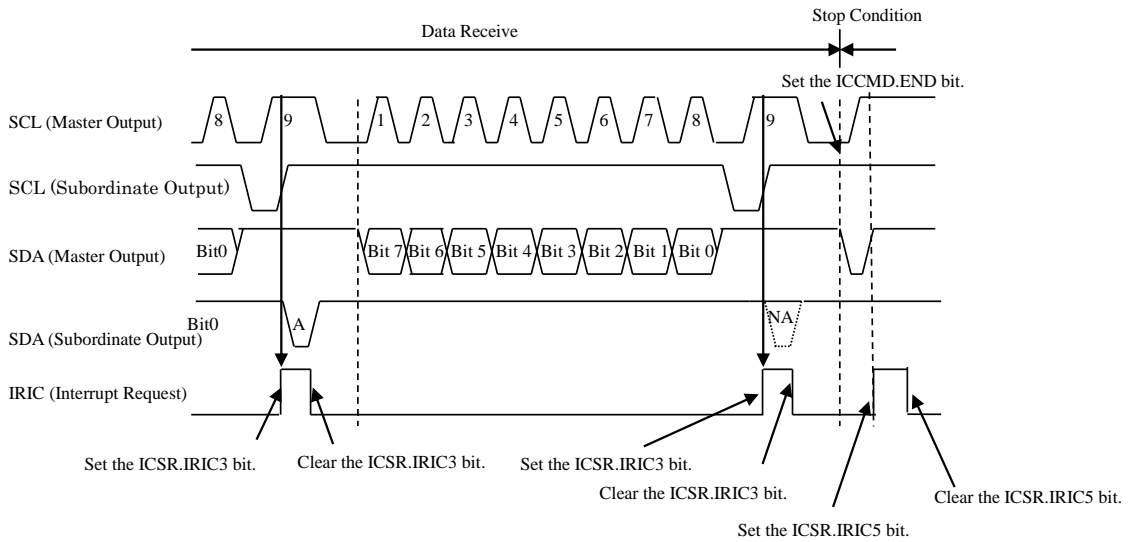 Stop Condition
Data Receive
Set the ICCMD.END bit.
SCL (Master Output)
8 9 1 2 3 4 5 6 7 8 9
SCL (Subordinate Output)
SDA (Master Output)
Bit0 Bit 7 Bit 6 Bit 5 Bit 4 Bit 3 Bit 2 Bit 1 Bit 0
SDA (Subordinate Output)
Bit0 A NA
IRIC (Interrupt Request)
Set the ICSR.IRIC3 bit.
Clear the ICSR.IRIC3 bit.
Set the ICSR.IRIC3 bit.
Clear the ICSR.IRIC3 bit.
Set the ICSR.IRIC5 bit.
Clear the ICSR.IRIC5 bit.